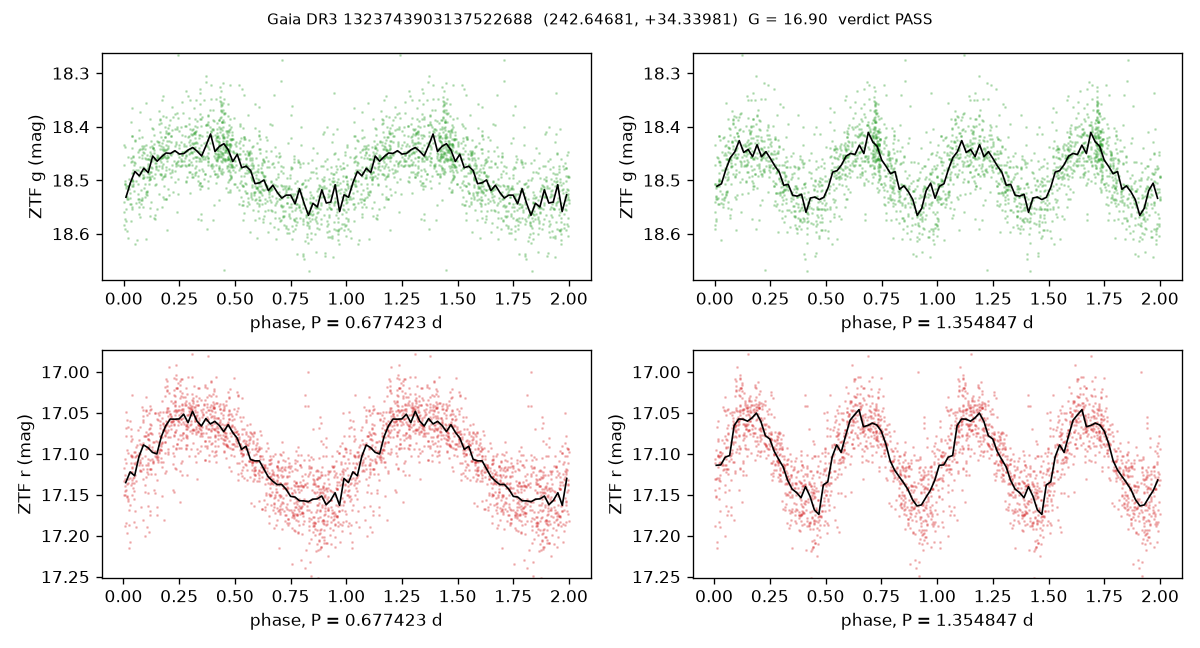 Gaia DR3 1323743903137522688  (242.64681, +34.33981)  G = 16.90  verdict PASS
ZTF g (mag)
18.3
18.4
18.5
18.6
0.00 0.25 0.50 0.75 1.00 1.25 1.50 1.75 2.00
phase, P = 0.677423 d
ZTF g (mag)
18.3
18.4
18.5
18.6
0.00 0.25 0.50 0.75 1.00 1.25 1.50 1.75 2.00
phase, P = 1.354847 d
ZTF r (mag)
17.00
17.05
17.10
17.15
17.20
17.25
0.00 0.25 0.50 0.75 1.00 1.25 1.50 1.75 2.00
phase, P = 0.677423 d
ZTF r (mag)
17.00
17.05
17.10
17.15
17.20
17.25
0.00 0.25 0.50 0.75 1.00 1.25 1.50 1.75 2.00
phase, P = 1.354847 d